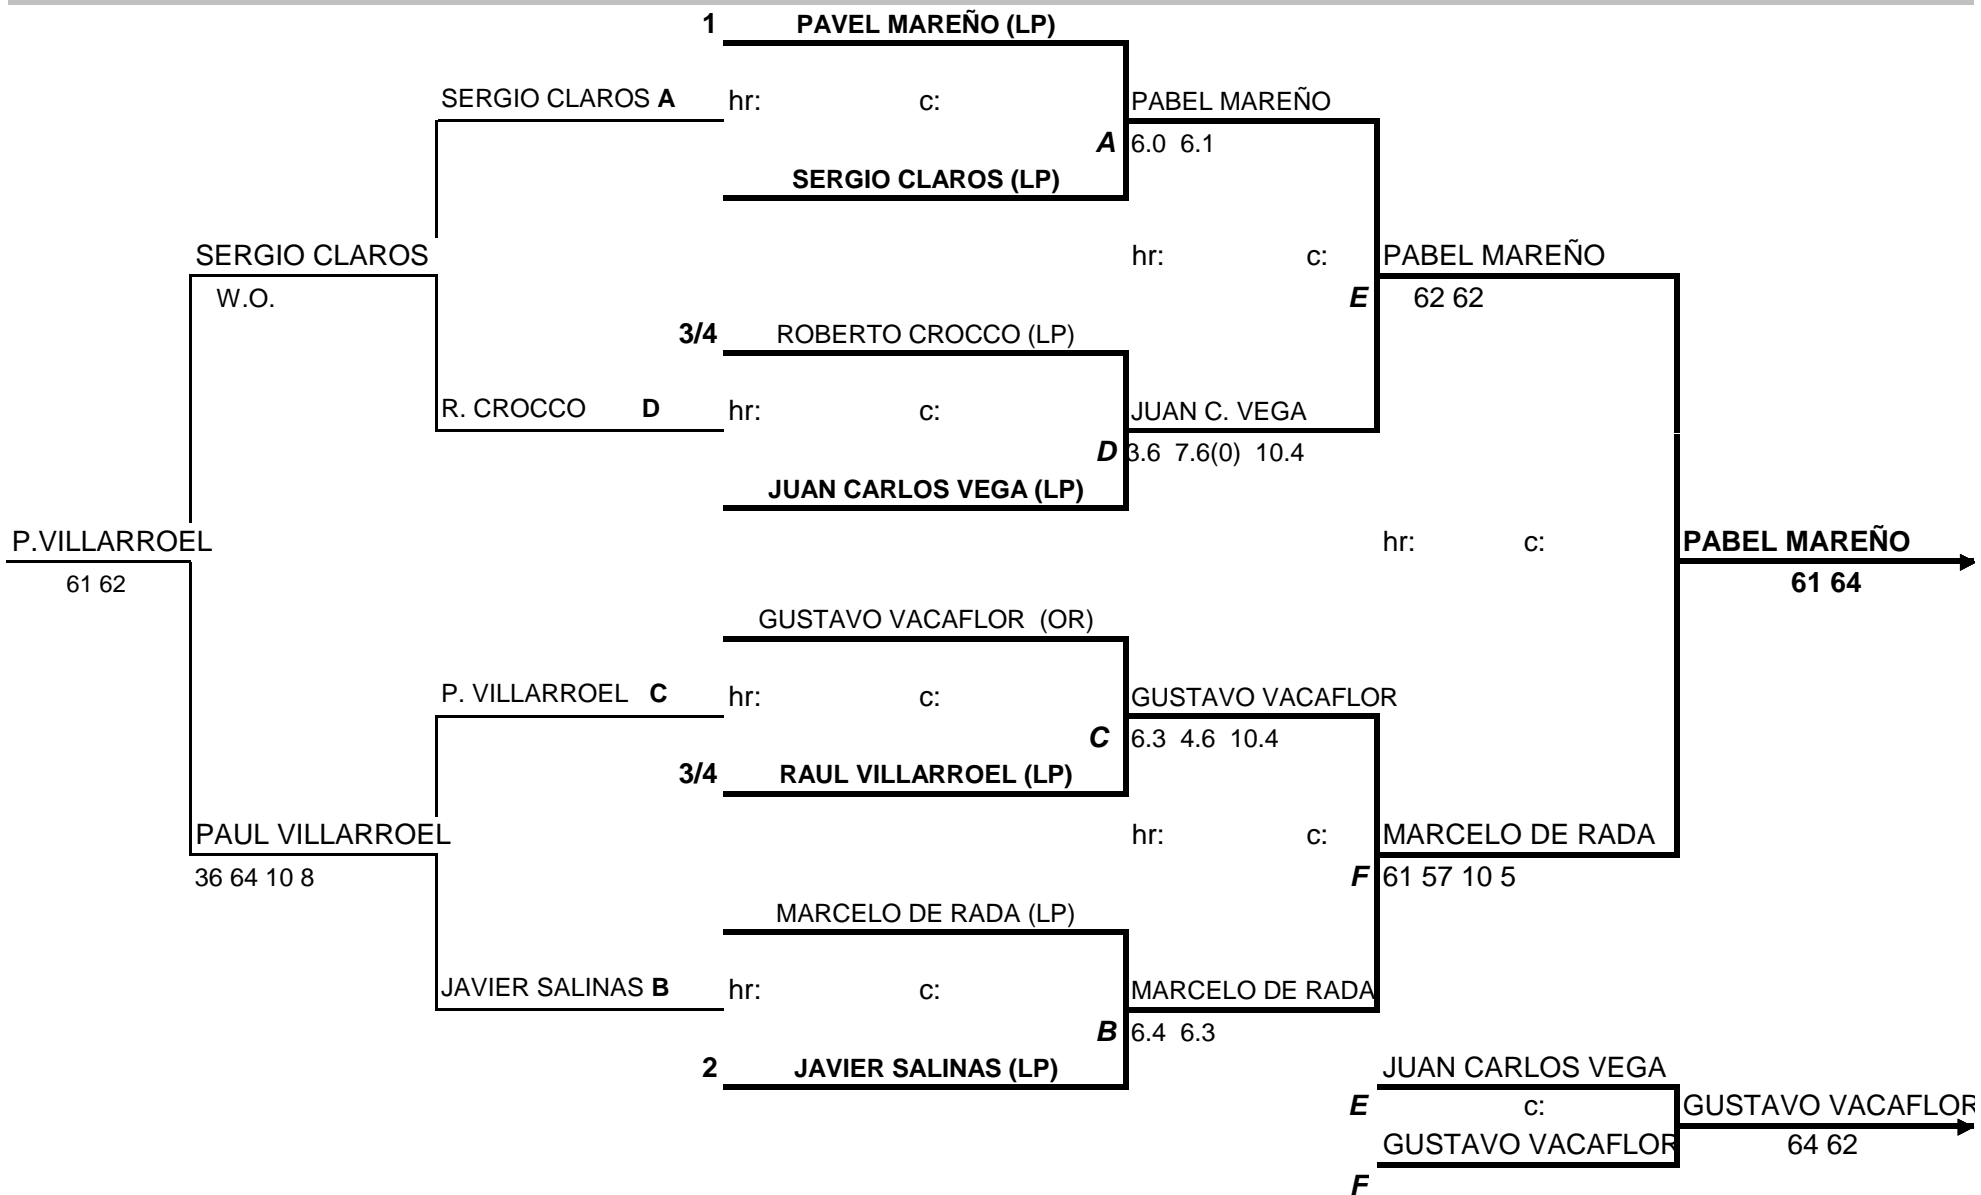 1 PAVEL MAREÑO (LP)
SERGIO CLAROS A hr: c: PABEL MAREÑO
A 6.0 6.1
SERGIO CLAROS (LP)
SERGIO CLAROS hr: c: PABEL MAREÑO
W.O. E 62 62
3/4 ROBERTO CROCCO (LP)
R. CROCCO D hr: c: JUAN C. VEGA
D 3.6 7.6(0) 10.4
JUAN CARLOS VEGA (LP)
P.VILLARROEL hr: c: PABEL MAREÑO
61 62 61 64
GUSTAVO VACAFLOR (OR)
P. VILLARROEL C hr: c: GUSTAVO VACAFLOR
C 6.3 4.6 10.4
3/4 RAUL VILLARROEL (LP)
PAUL VILLARROEL hr: c: MARCELO DE RADA
36 64 10 8 F 61 57 10 5
MARCELO DE RADA (LP)
JAVIER SALINAS B hr: c: MARCELO DE RADA
B 6.4 6.3
2 JAVIER SALINAS (LP) JUAN CARLOS VEGA
E c: GUSTAVO VACAFLOR
GUSTAVO VACAFLOR 64 62
F